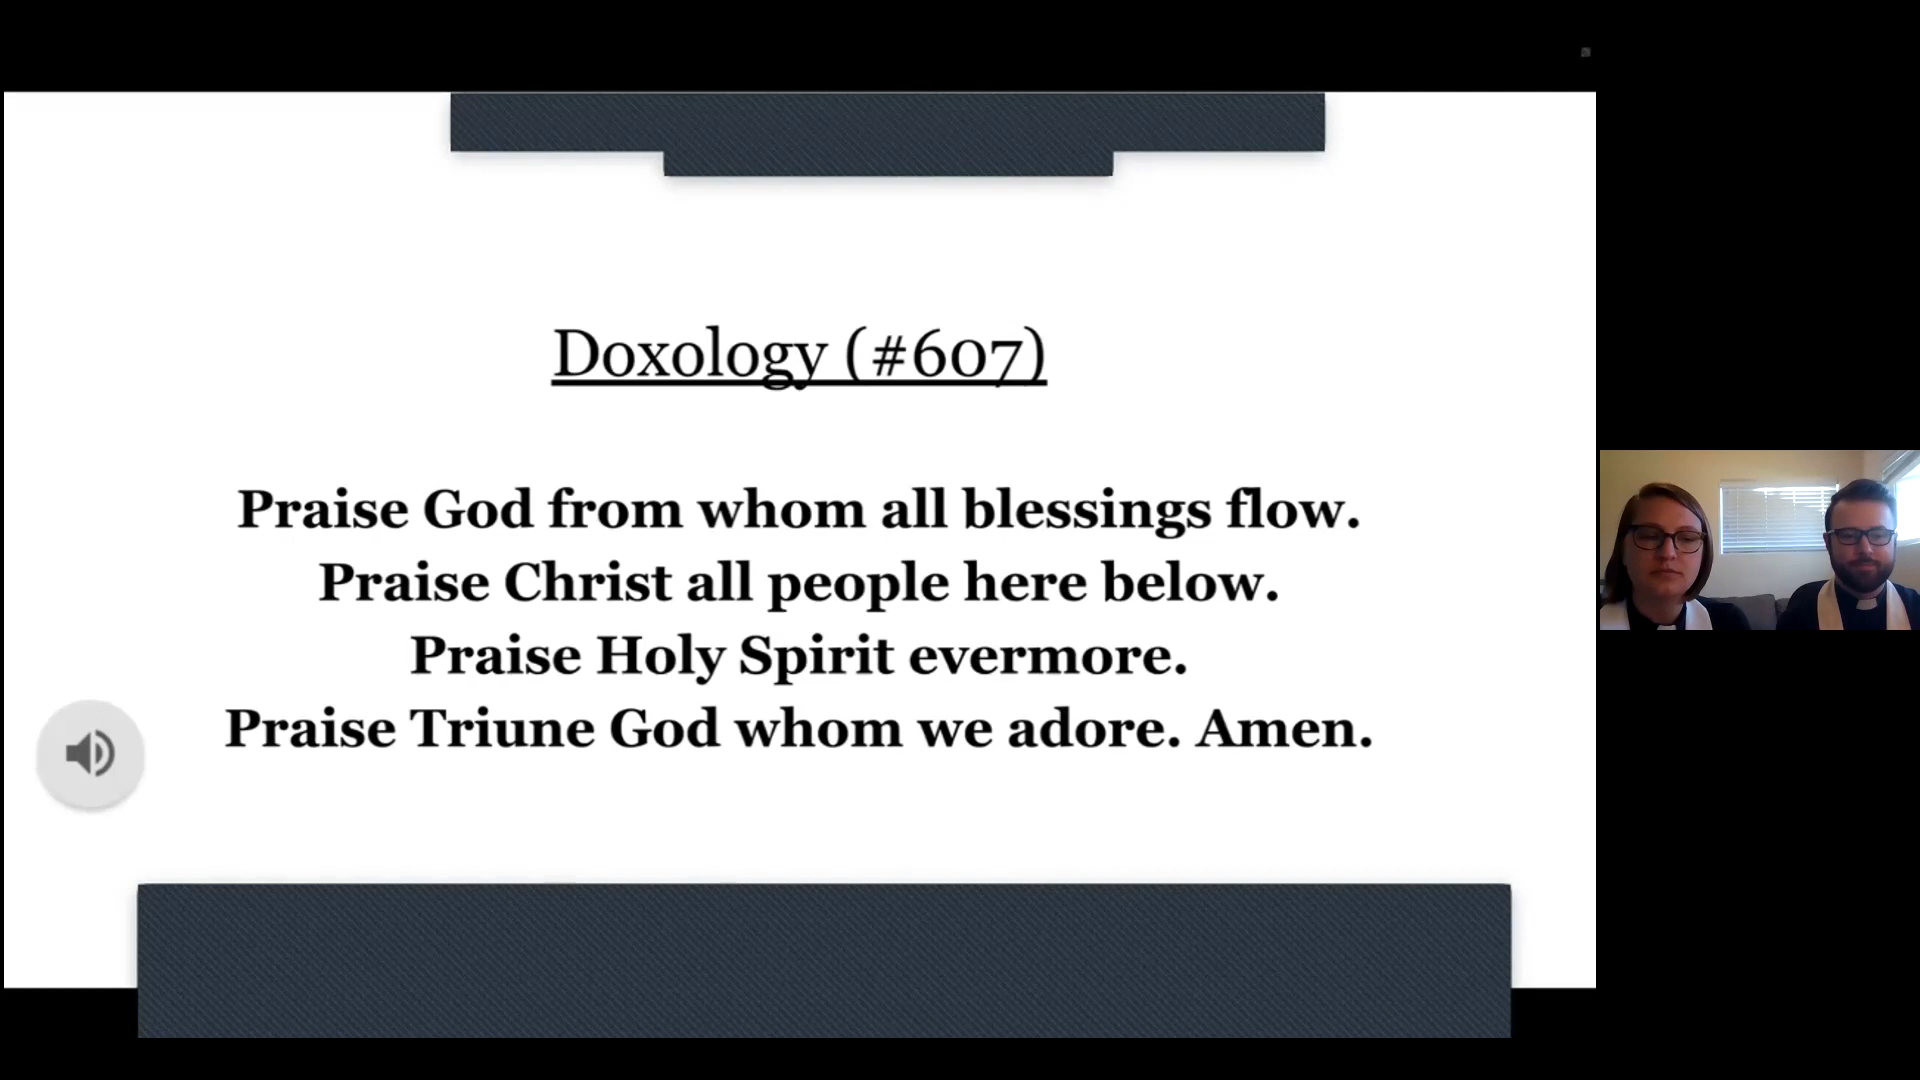 Doxology (#607)
Praise God from whom all blessings flow.
Praise Christ all people here below.
Praise Holy Spirit evermore.
Praise Triune God whom we adore. Amen.